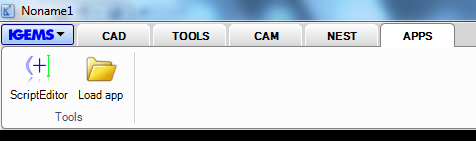 Noname1
IGEMS CAD TOOLS CAM NEST APPS
ScriptEditor Load app
Tools